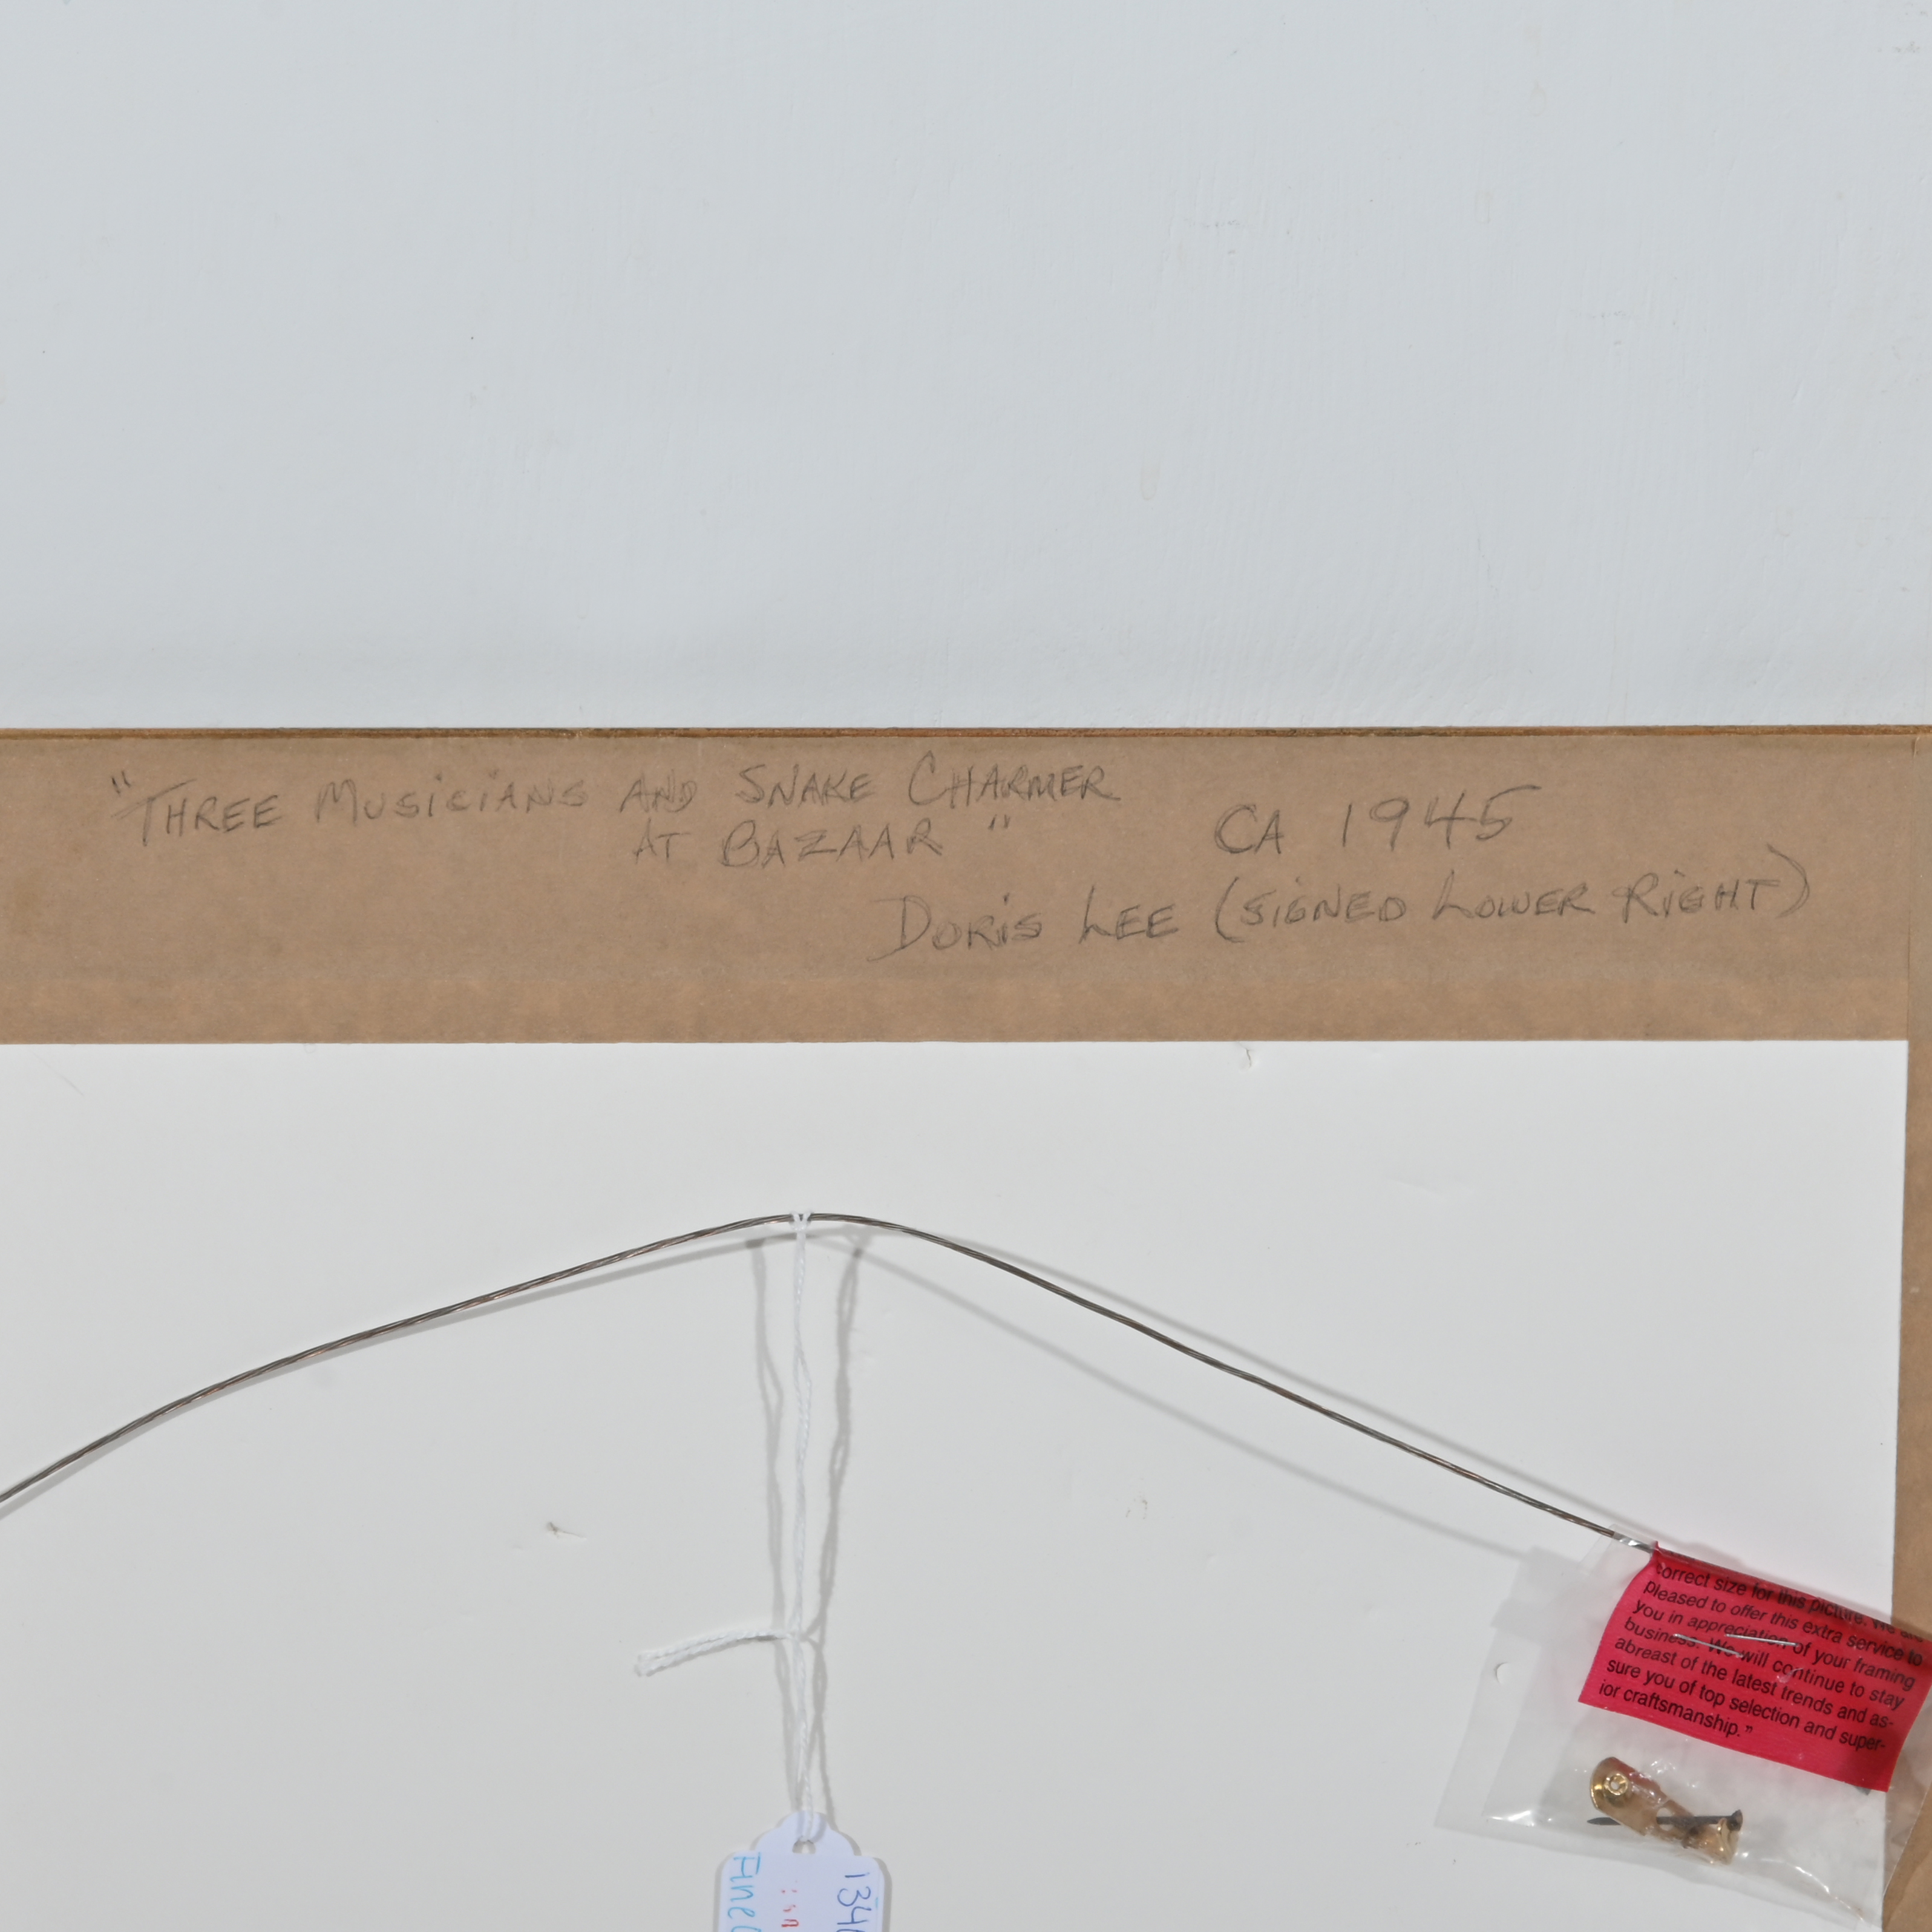 "THREE MUSICIANS AND SNAKE CHARMER
AT BAZAAR"
CA 1945
DORIS LEE (SIGNED LOWER RIGHT)
correct size for this picture. We are
pleased to offer this extra service to
you in appreciation of your framing
business. We will continue to stay
abreast of the latest trends and as-
sure you of top selection and super-
ior craftsmanship."
134
Fine